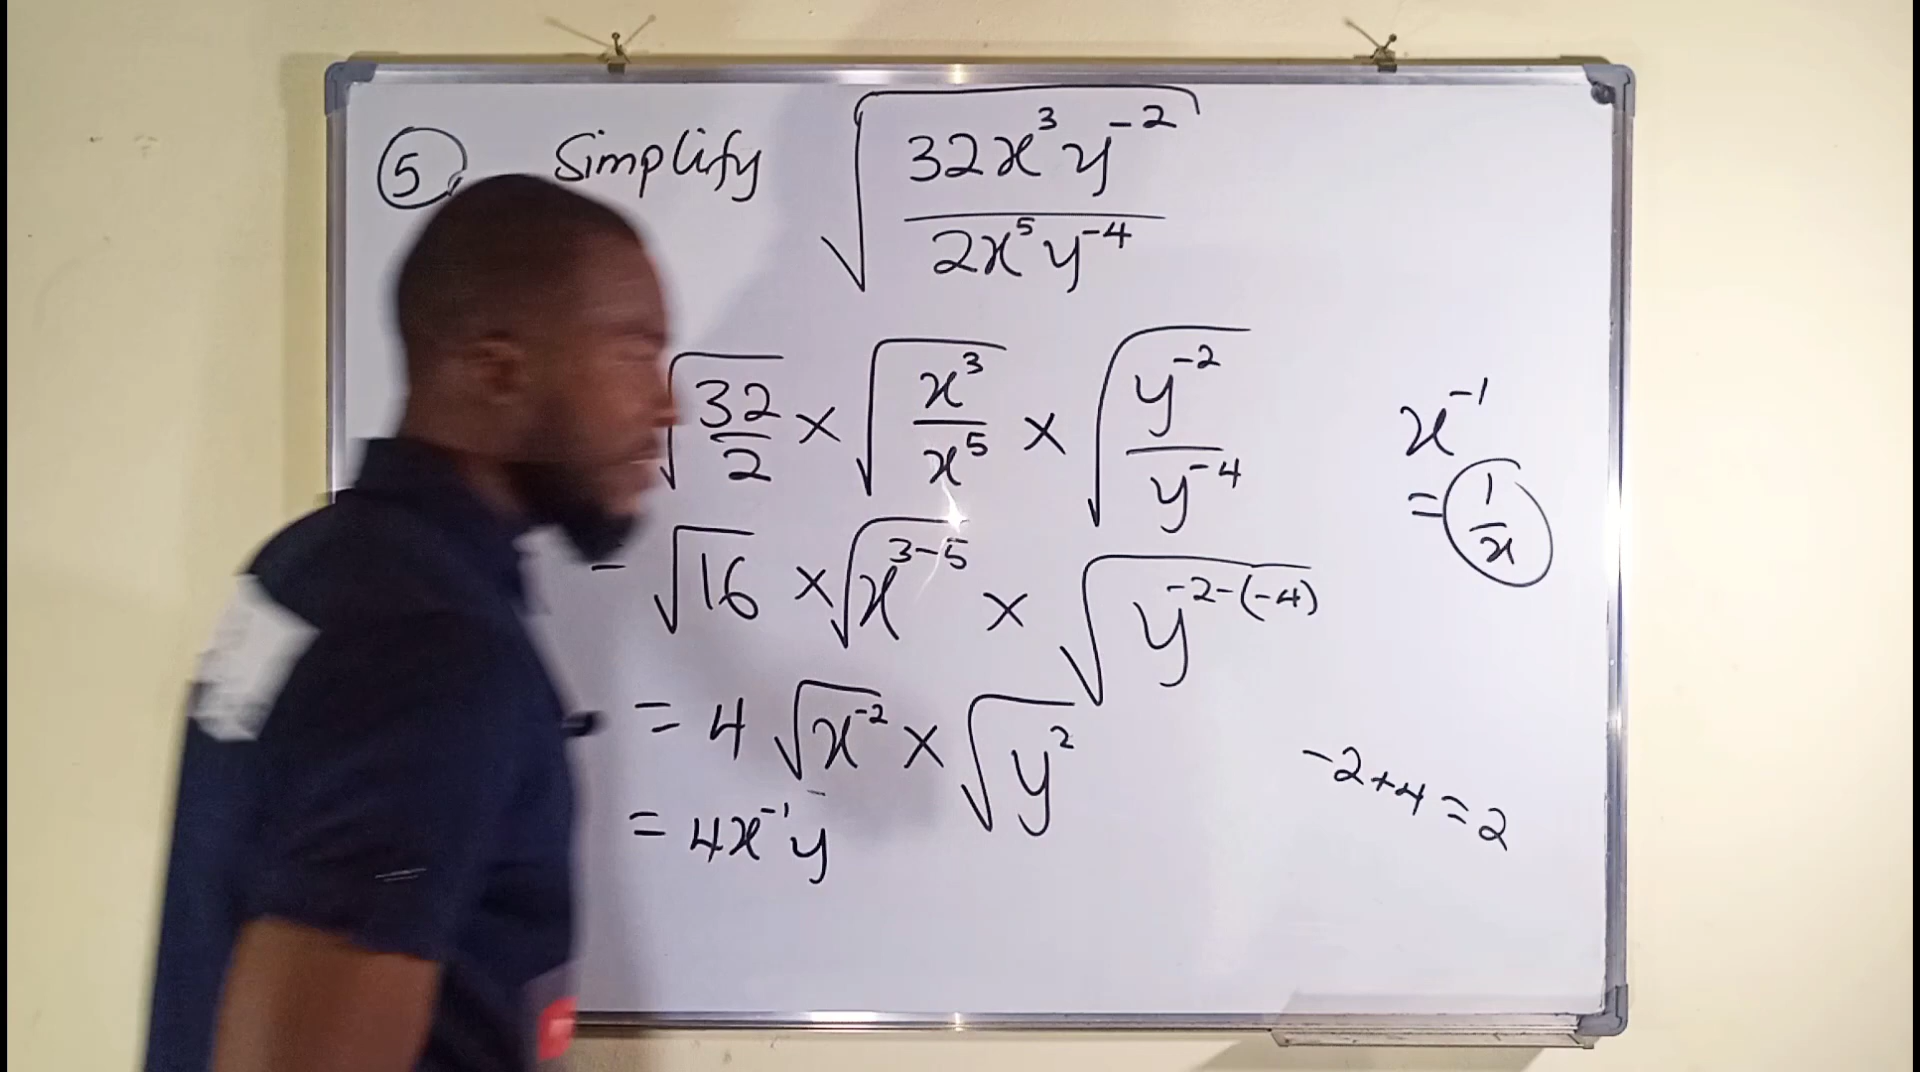 5. Simplify √(32x³y⁻²/2x⁵y⁻⁴)
√(32/2) × √(x³/x⁵) × √(y⁻²/y⁻⁴)
= √16 × √(x³⁻⁵) × √(y⁻²⁻⁽⁻⁴⁾)
= 4 √(x⁻²) × √(y²)
= 4x⁻¹y
x⁻¹
= 1/x
-2+4=2